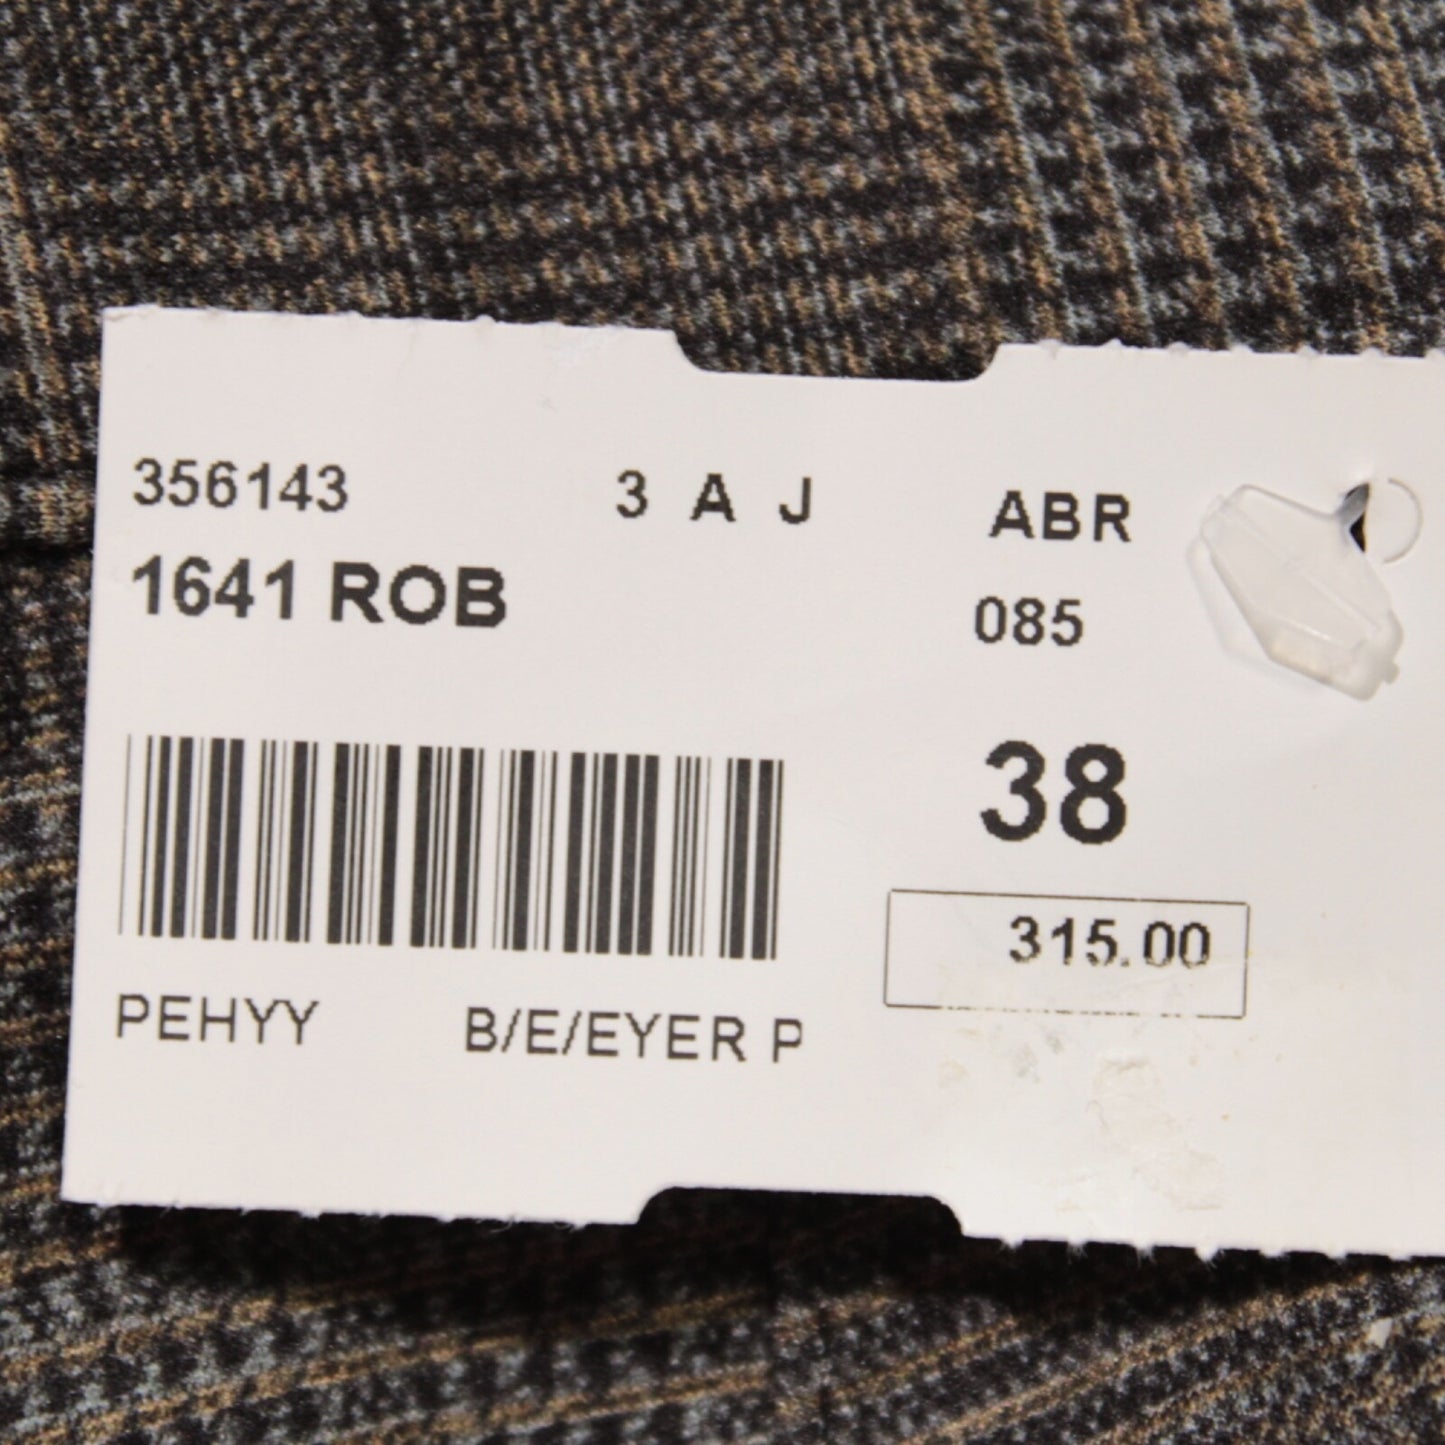 356143 3 A J ABR
1641 ROB 085
38
315.00
PEHYY B/E/EYER P